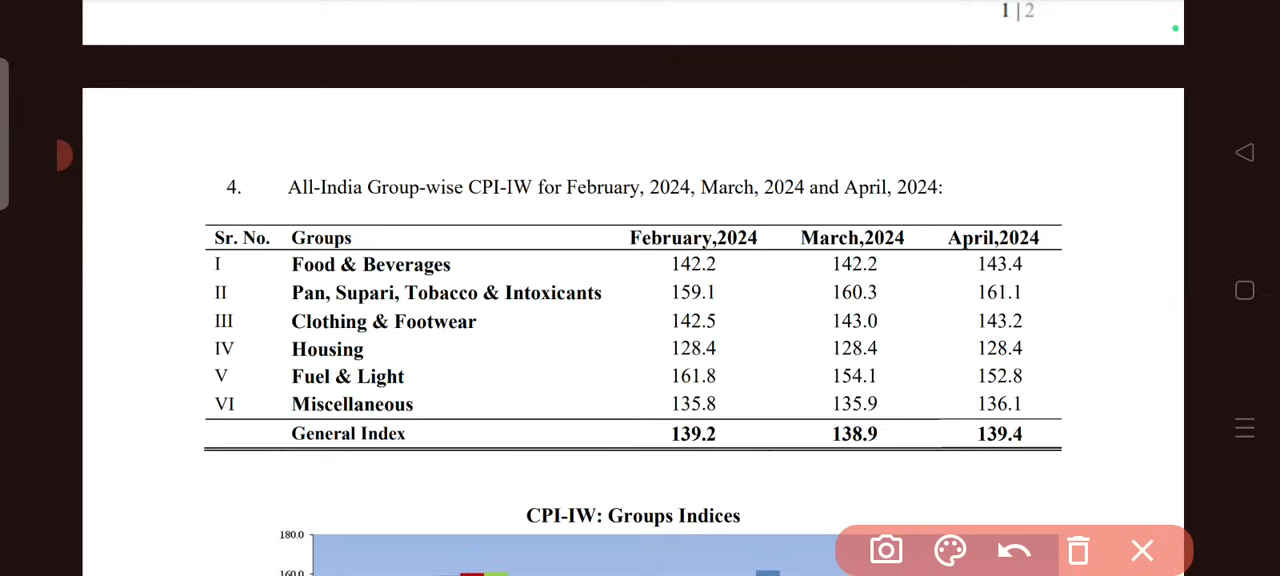 1 | 2
4. All-India Group-wise CPI-IW for February, 2024, March, 2024 and April, 2024:
Sr. No. Groups February,2024 March,2024 April,2024
I Food & Beverages 142.2 142.2 143.4
II Pan, Supari, Tobacco & Intoxicants 159.1 160.3 161.1
III Clothing & Footwear 142.5 143.0 143.2
IV Housing 128.4 128.4 128.4
V Fuel & Light 161.8 154.1 152.8
VI Miscellaneous 135.8 135.9 136.1
General Index 139.2 138.9 139.4
CPI-IW: Groups Indices
180.0
160.0